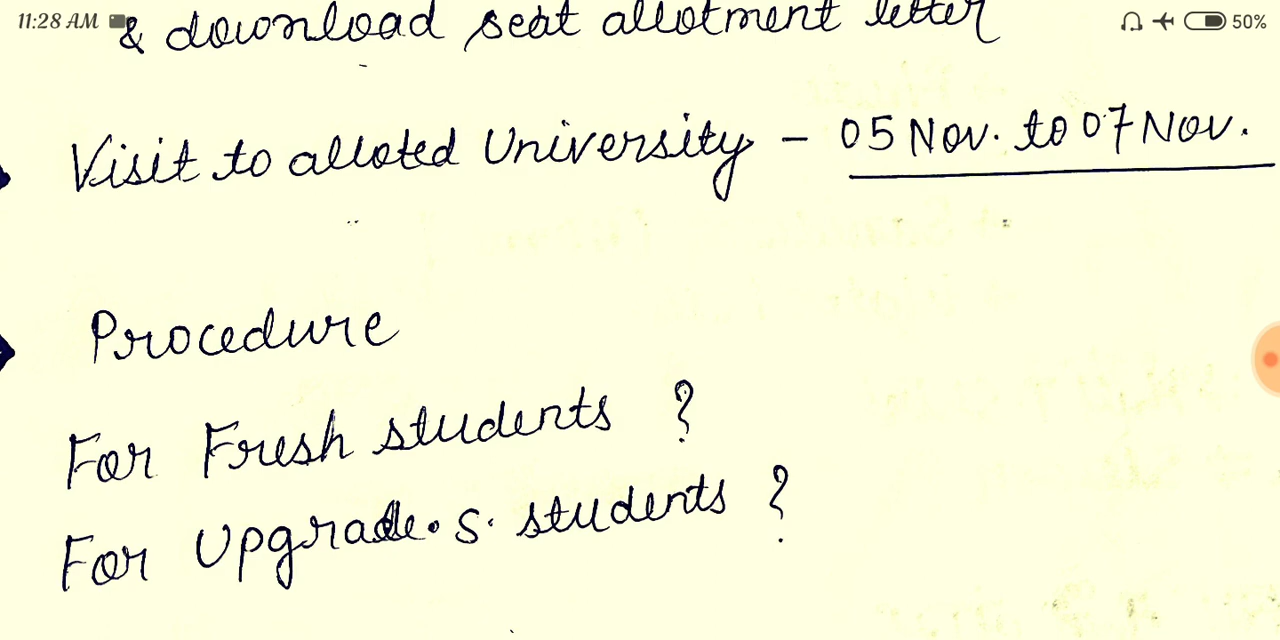 11:28 AM
50%
& download seat allotment letter
Visit to alloted University - 05 Nov. to 07 Nov.
Procedure
For Fresh students ?
For Upgrade. S. students ?